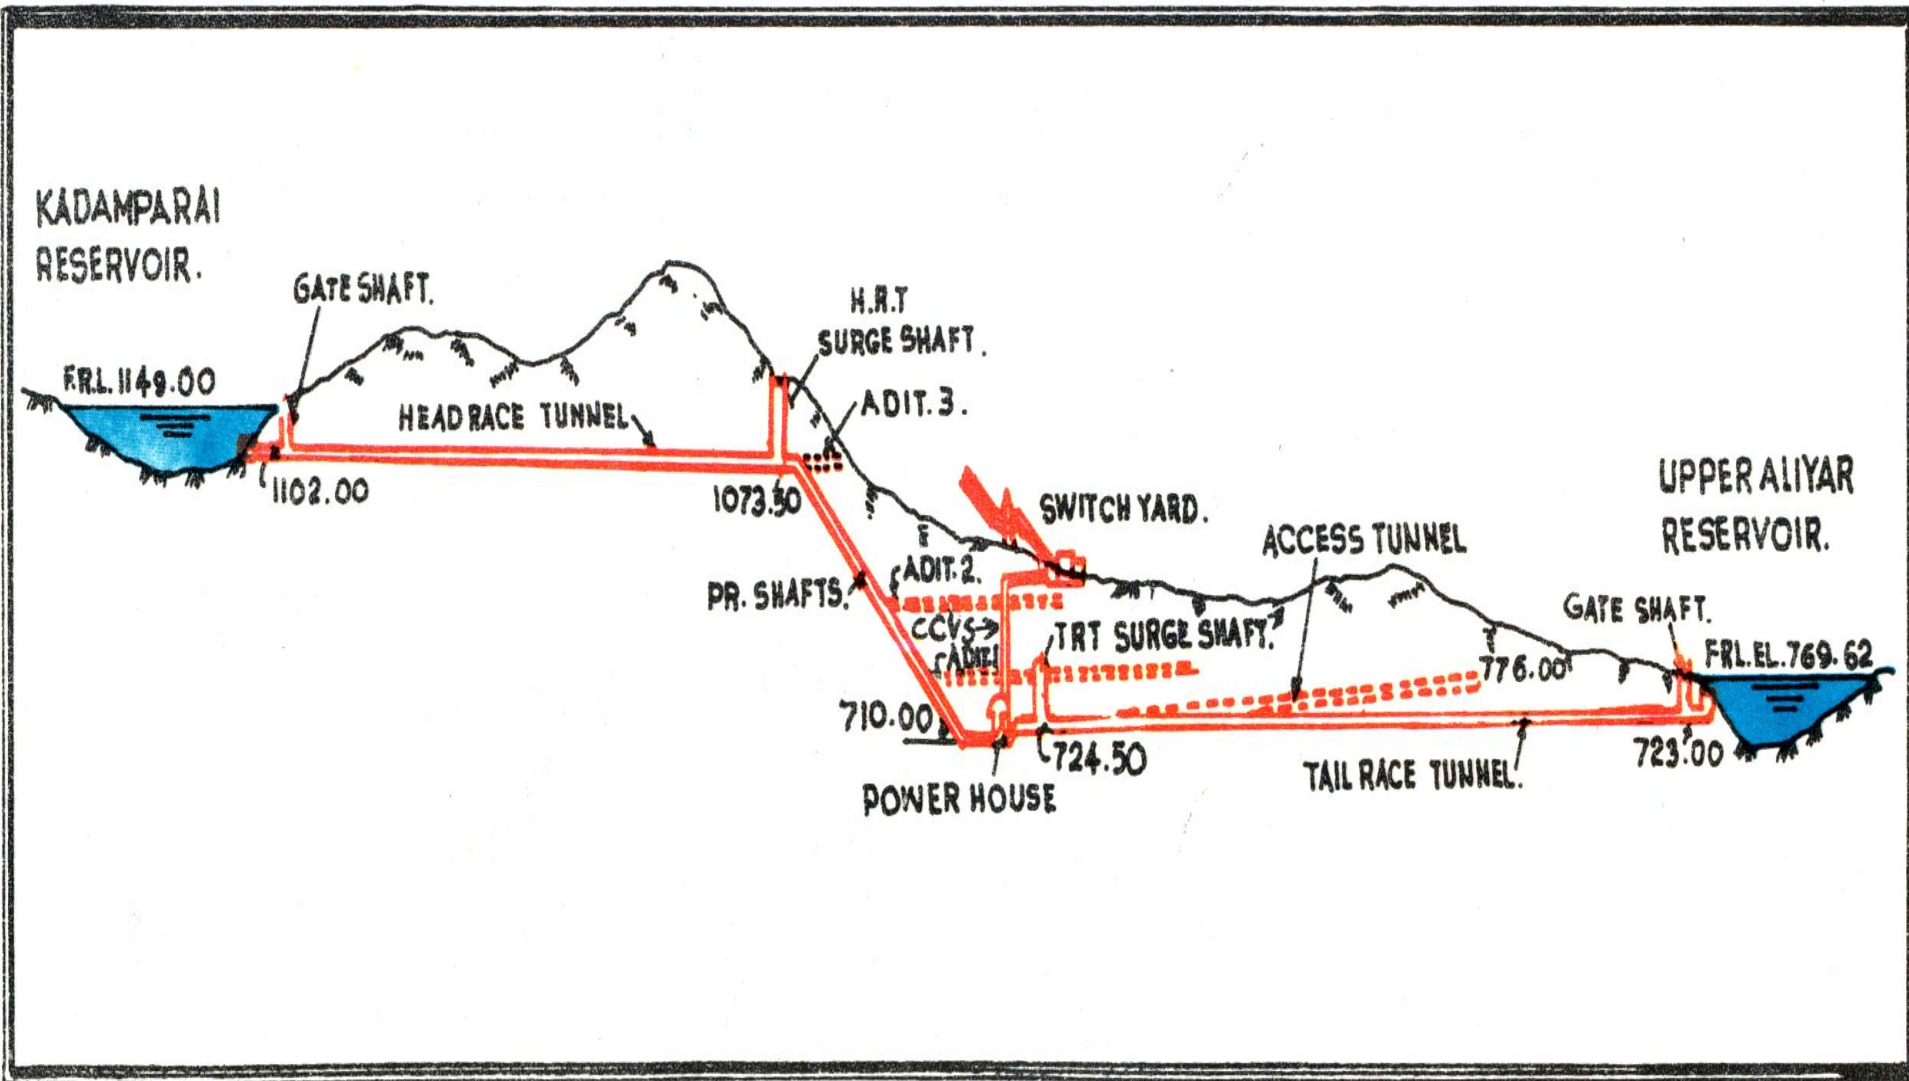 KADAMPARAI
RESERVOIR.
GATE SHAFT.
H.R.T
SURGE SHAFT.
F.R.L.1149.00
HEAD RACE TUNNEL
ADIT.3.
1102.00
1073.50
SWITCH YARD.
UPPER ALIYAR
RESERVOIR.
ACCESS TUNNEL
ADIT.2.
PR. SHAFTS.
CCVS
TRT SURGE SHAFT.
GATE SHAFT.
ADIT.1
776.00
FRL.EL.769.62
710.00
724.50
723.00
POWER HOUSE
TAIL RACE TUNNEL.